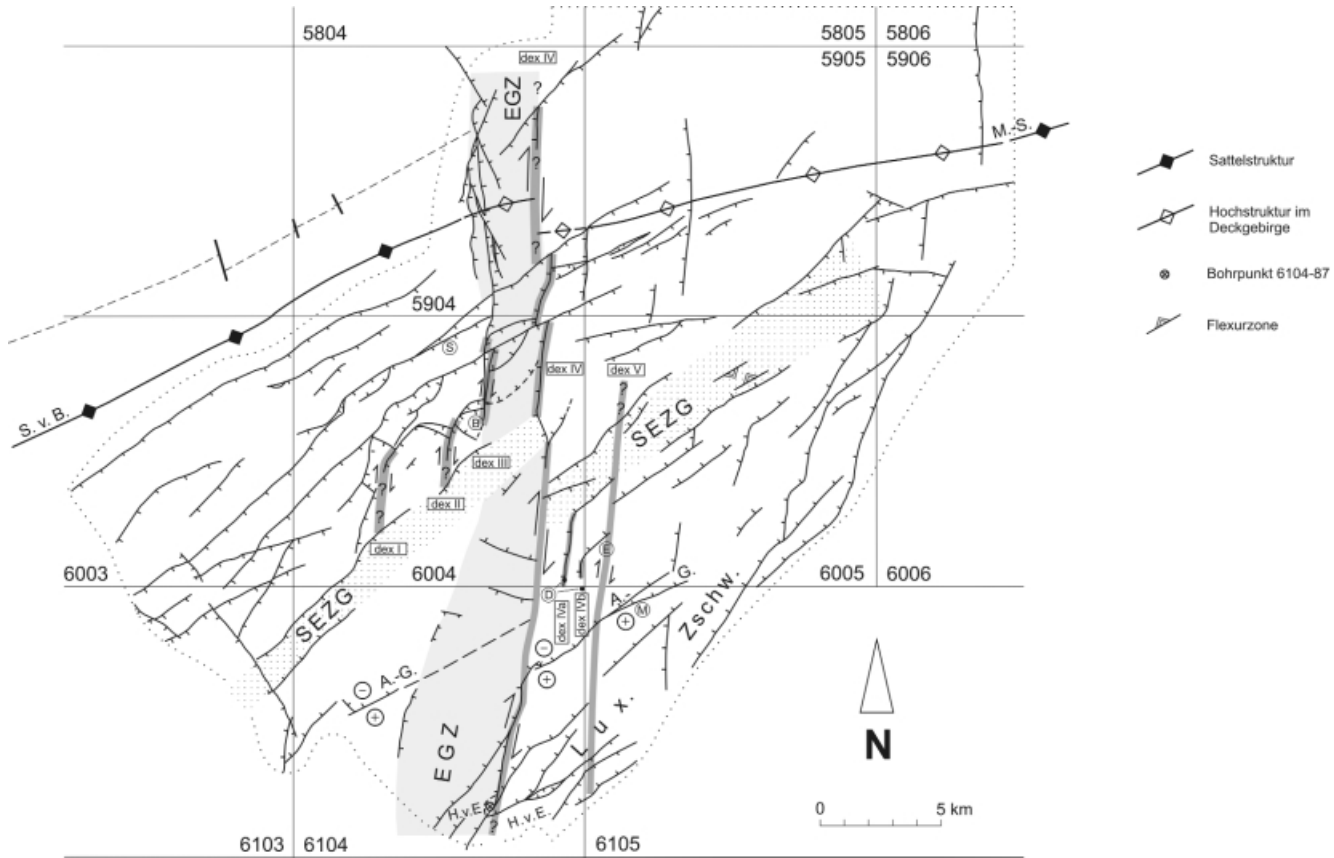 5804
5805
5806
5905
5906
dex IV
?
EGZ
?
M.-S.
Sattelstruktur
Hochstruktur im
Deckgebirge
?
Bohrpunkt 6104-87
5904
Flexurzone
S
dex IV
dex V
?
?
S. v. B.
B
SEZG
dex III
?
?
dex II
?
dex I
E
6003
6004
6005
6006
D
A.-G.
dex IVa
dex IVb
M
Zschw.
SEZG
A.-G.
Lux.
EGZ
N
H.v.E.
H.v.E.
?
0
5 km
6103
6104
6105